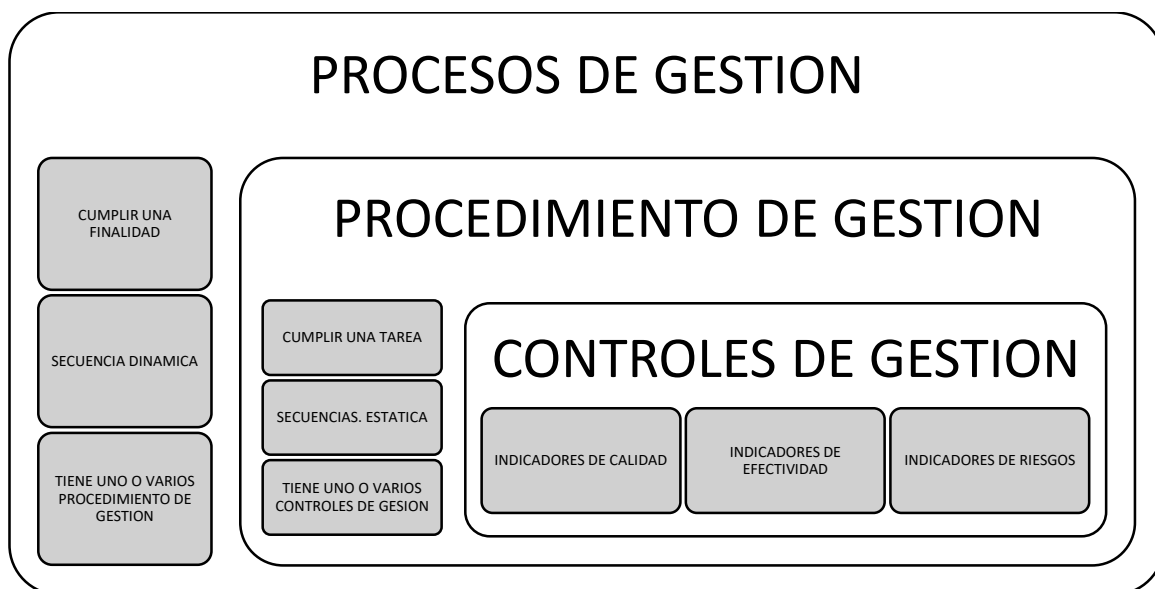 PROCESOS DE GESTION
CUMPLIR UNA
FINALIDAD
SECUENCIA DINAMICA
TIENE UNO O VARIOS
PROCEDIMIENTO DE
GESTION
PROCEDIMIENTO DE GESTION
CUMPLIR UNA TAREA
SECUENCIAS. ESTATICA
TIENE UNO O VARIOS
CONTROLES DE GESION
CONTROLES DE GESTION
INDICADORES DE CALIDAD
INDICADORES DE
EFECTIVIDAD
INDICADORES DE RIESGOS